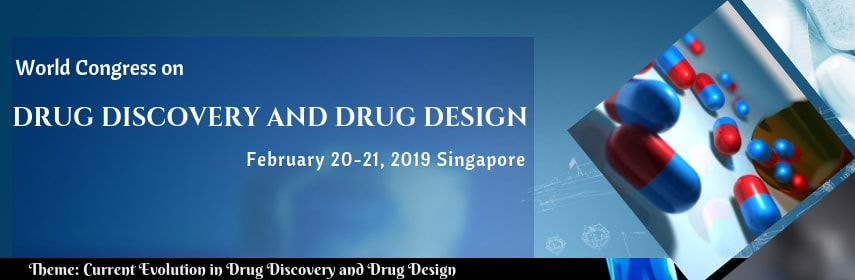 World Congress on
DRUG DISCOVERY AND DRUG DESIGN
February 20-21, 2019 Singapore
Theme: Current Evolution in Drug Discovery and Drug Design